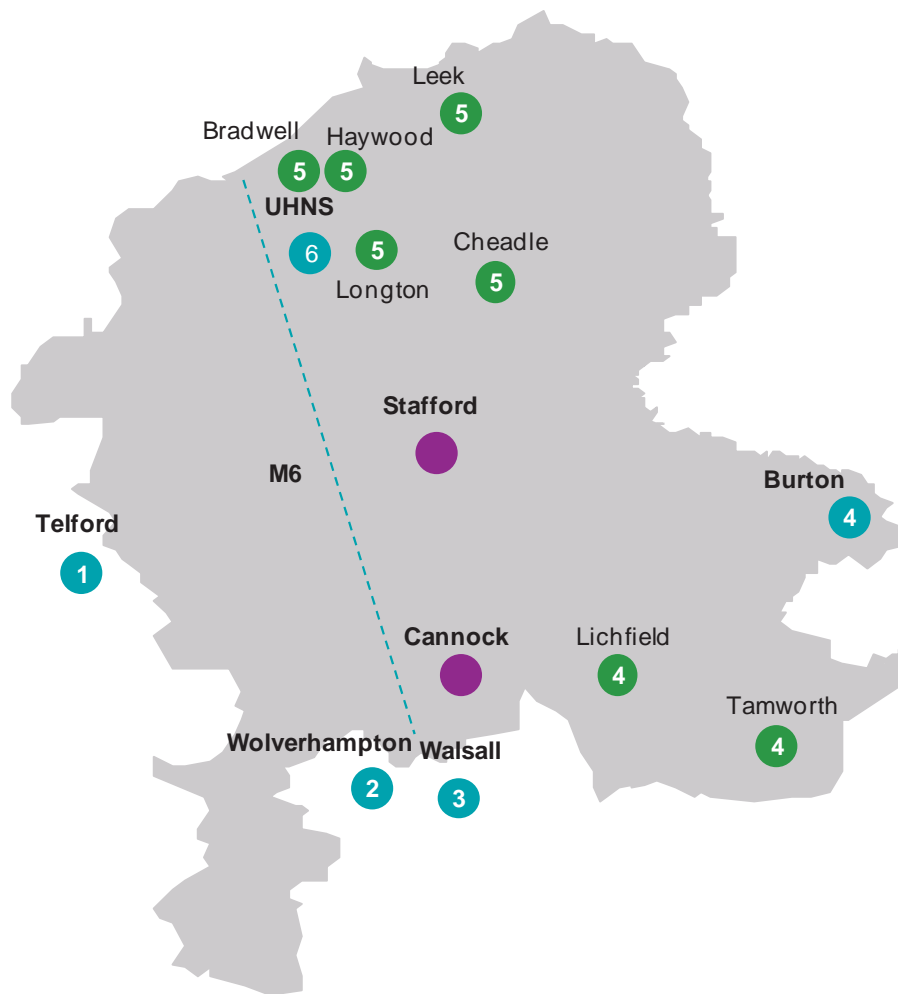 Leek
5
Bradwell
Haywood
5
5
UHNS
6
5
Longton
Cheadle
5
Stafford
M6
Burton
4
Telford
1
Cannock
Lichfield
4
Tamworth
4
Wolverhampton
2
Walsall
3